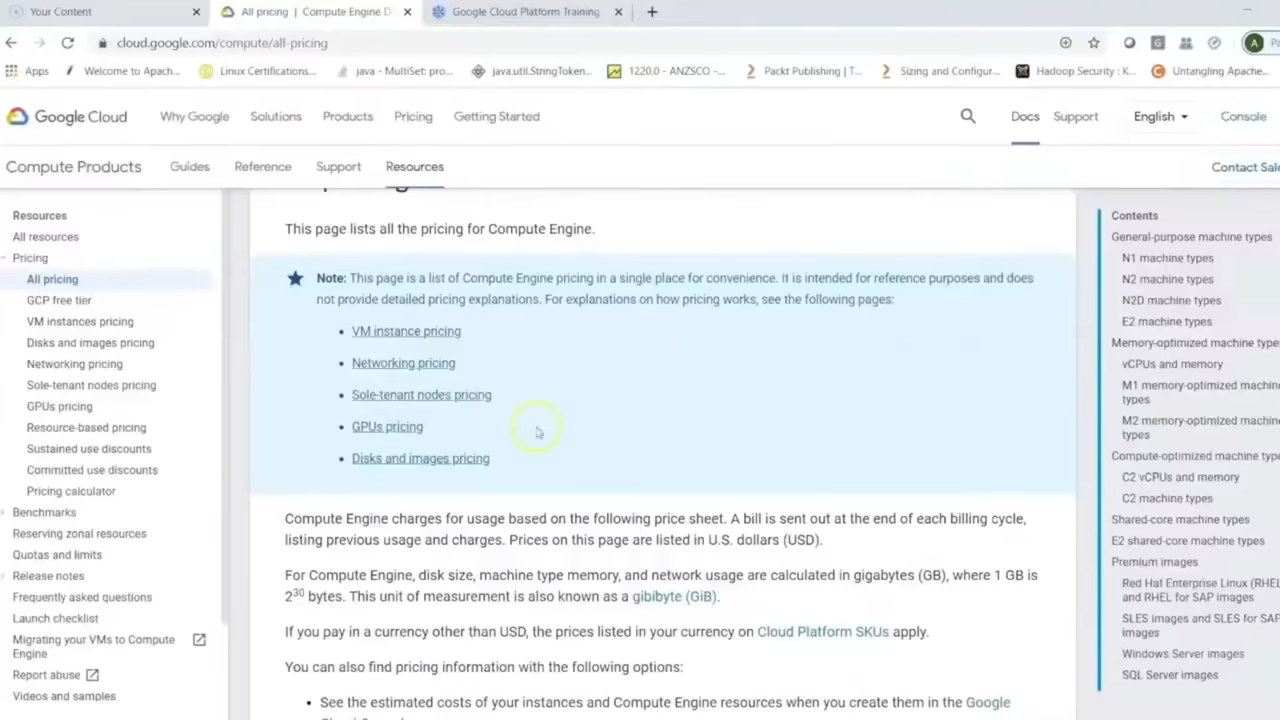 Your Content
All pricing | Compute Engine D
Google Cloud Platform Training
cloud.google.com/compute/all-pricing
A
Apps
Welcome to Apach...
Linux Certifications...
java - MultiSet: pro...
java.util.StringToken...
1220.0 - ANZSCO -...
Packt Publishing | T...
Sizing and Configur...
Hadoop Security : K...
Untangling Apache...
Google Cloud
Why Google
Solutions
Products
Pricing
Getting Started
Docs
Support
English
Console
Compute Products
Guides
Reference
Support
Resources
Contact Sale
Resources
All resources
Pricing
All pricing
GCP free tier
VM instances pricing
Disks and images pricing
Networking pricing
Sole-tenant nodes pricing
GPUs pricing
Resource-based pricing
Sustained use discounts
Committed use discounts
Pricing calculator
Benchmarks
Reserving zonal resources
Quotas and limits
Release notes
Frequently asked questions
Launch checklist
Migrating your VMs to Compute
Engine
Report abuse
Videos and samples
This page lists all the pricing for Compute Engine.
Note: This page is a list of Compute Engine pricing in a single place for convenience. It is intended for reference purposes and does
not provide detailed pricing explanations. For explanations on how pricing works, see the following pages:
• VM instance pricing
• Networking pricing
• Sole-tenant nodes pricing
• GPUs pricing
• Disks and images pricing
Compute Engine charges for usage based on the following price sheet. A bill is sent out at the end of each billing cycle,
listing previous usage and charges. Prices on this page are listed in U.S. dollars (USD).
For Compute Engine, disk size, machine type memory, and network usage are calculated in gigabytes (GB), where 1 GB is
2³⁰ bytes. This unit of measurement is also known as a gibibyte (GiB).
If you pay in a currency other than USD, the prices listed in your currency on Cloud Platform SKUs apply.
You can also find pricing information with the following options:
• See the estimated costs of your instances and Compute Engine resources when you create them in the Google
Contents
General-purpose machine types
N1 machine types
N2 machine types
N2D machine types
E2 machine types
Memory-optimized machine types
vCPUs and memory
M1 memory-optimized machine
types
M2 memory-optimized machine
types
Compute-optimized machine type
C2 vCPUs and memory
C2 machine types
Shared-core machine types
E2 shared-core machine types
Premium images
Red Hat Enterprise Linux (RHEL
and RHEL for SAP images
SLES images and SLES for SAP
images
Windows Server images
SQL Server images